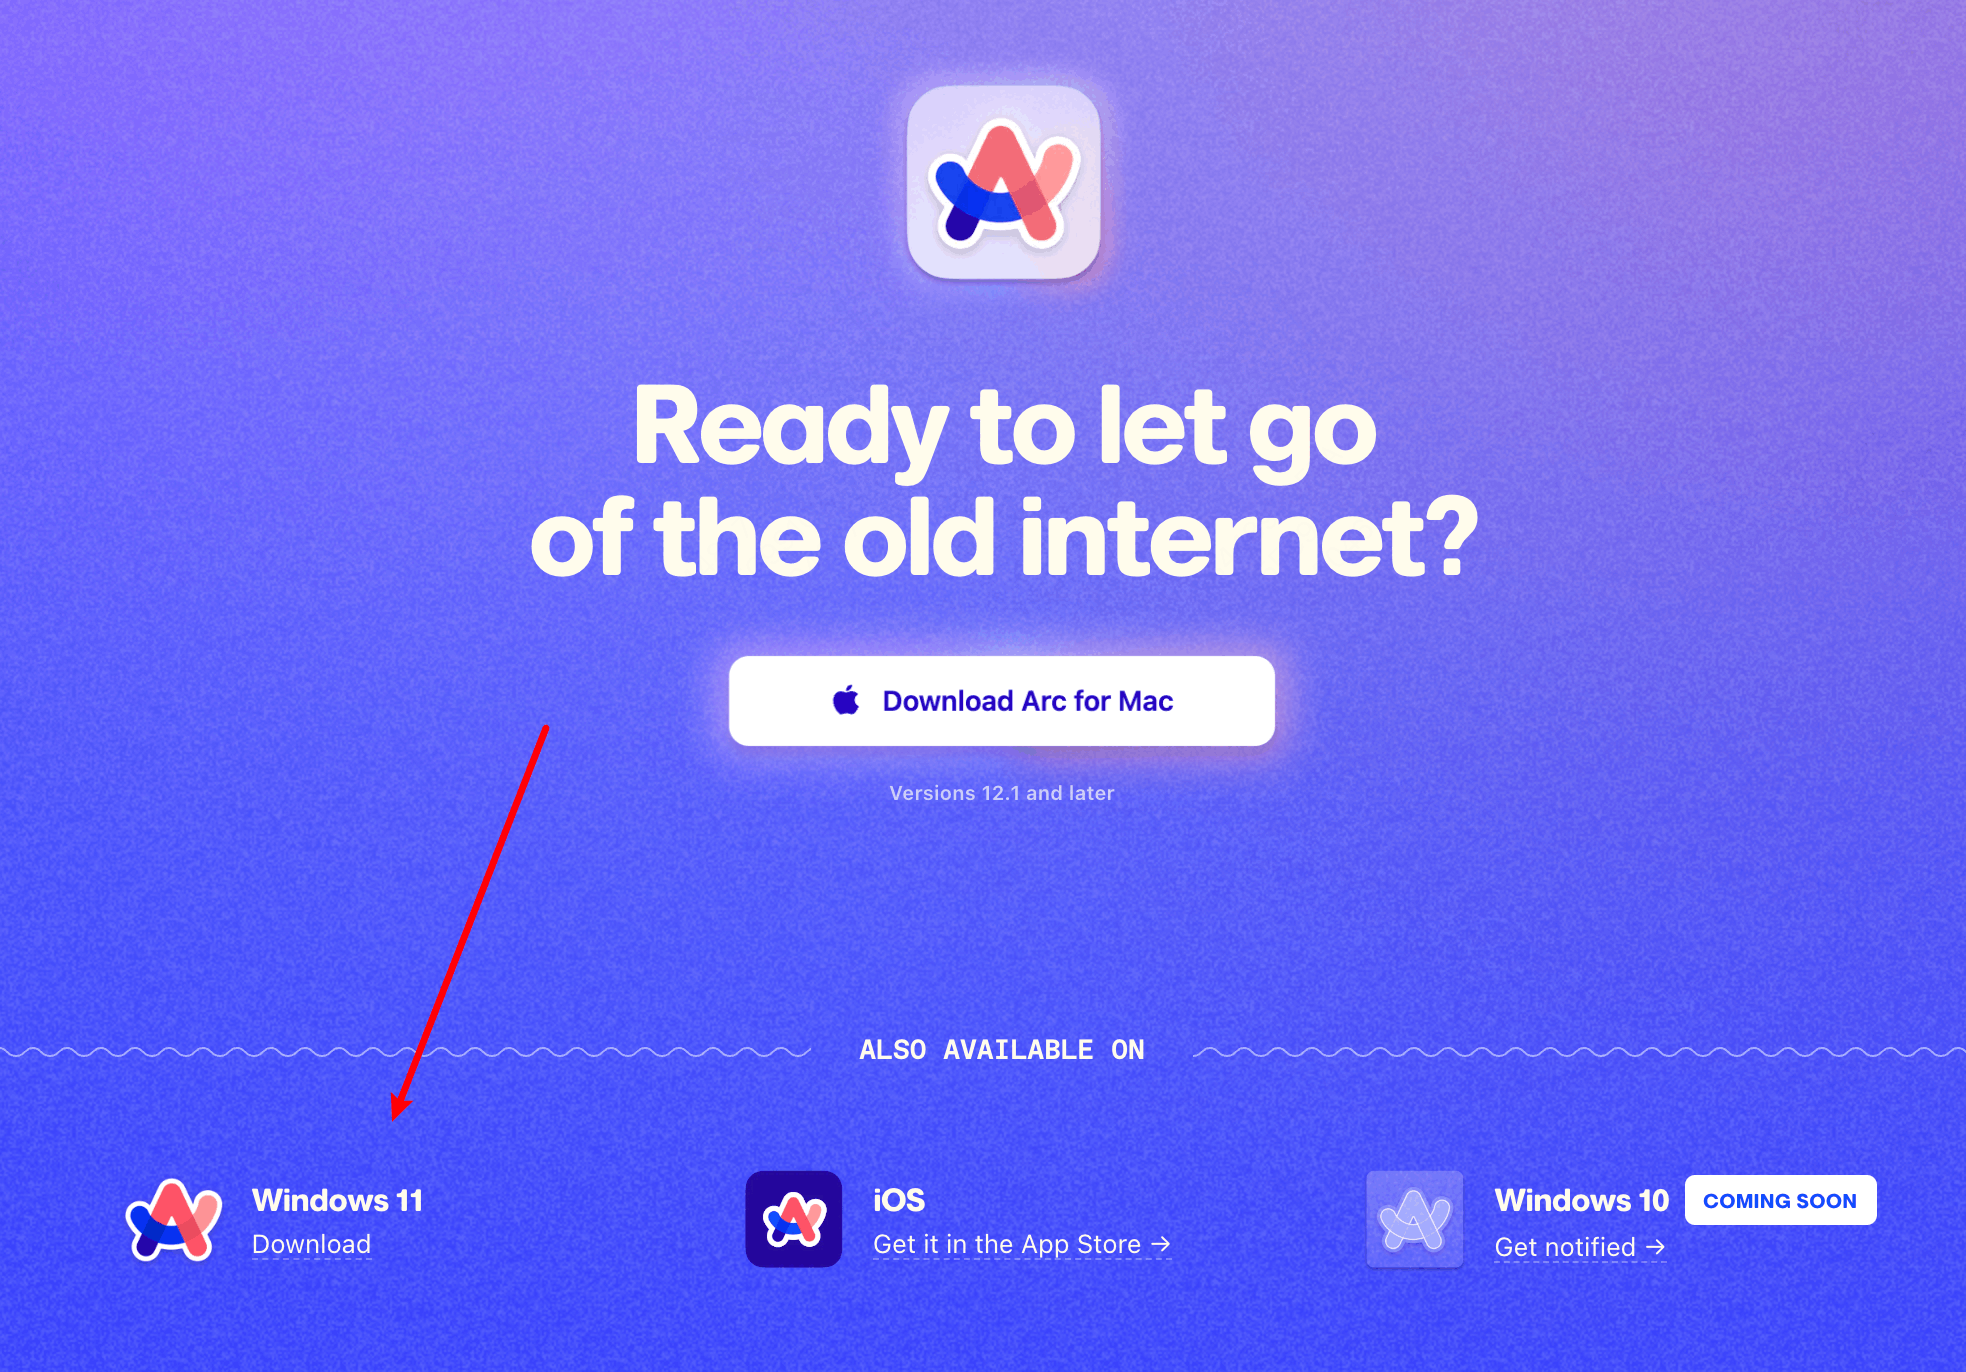 Ready to let go
of the old internet?
Download Arc for Mac
Versions 12.1 and later
ALSO AVAILABLE ON
Windows 11
Download
iOS
Get it in the App Store →
Windows 10 COMING SOON
Get notified →